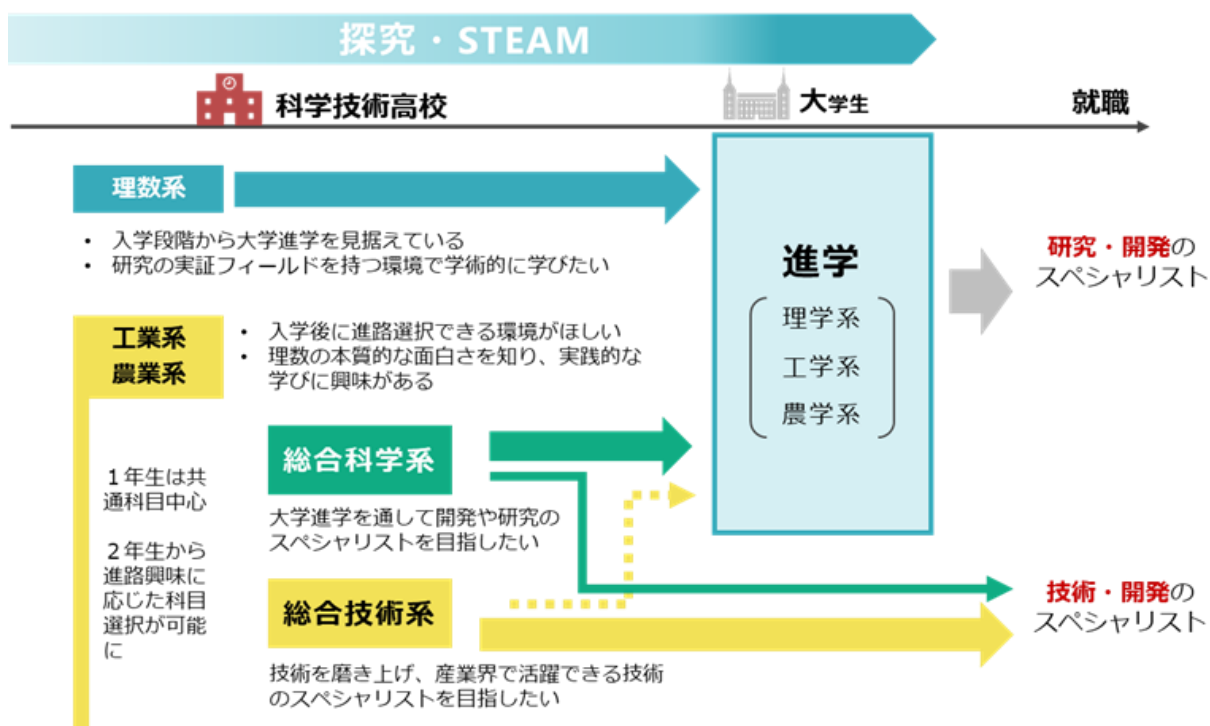 探究・STEAM
科学技術高校
大学生
就職
理数系
• 入学段階から大学進学を見据えている
• 研究の実証フィールドを持つ環境で学術的に学びたい
進学
理学系
工学系
農学系
研究・開発の
スペシャリスト
工業系
農業系
• 入学後に進路選択できる環境がほしい
• 理数の本質的な面白さを知り、実践的な
学びに興味がある
１年生は共
通科目中心
２年生から
進路興味に
応じた科目
選択が可能
に
総合科学系
大学進学を通して開発や研究の
スペシャリストを目指したい
総合技術系
技術を磨き上げ、産業界で活躍できる技術
のスペシャリストを目指したい
技術・開発の
スペシャリスト